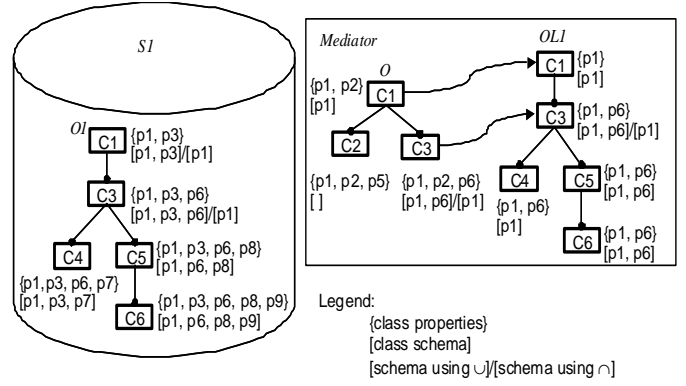 S1
O1
C1
{p1, p3}
[p1, p3]/[p1]
C3
{p1, p3, p6}
[p1, p3, p6]/[p1]
C4
{p1,p3, p6, p7}
[p1, p3, p7]
C5
{p1, p3, p6, p8}
[p1, p6, p8]
C6
{p1, p3, p6, p8, p9}
[p1, p6, p8, p9]
Mediator
O
{p1, p2}
[p1]
C1
C2
{p1, p2, p5}
[ ]
C3
{p1, p2, p6}
[p1, p6]/[p1]
OL1
C1
{p1}
[p1]
C3
{p1, p6}
[p1, p6]/[p1]
C4
{p1, p6}
[p1]
C5
{p1, p6}
[p1, p6]
C6
{p1, p6}
[p1, p6]
Legend:
{class properties}
[class schema]
[schema using ∪]/[schema using ∩]